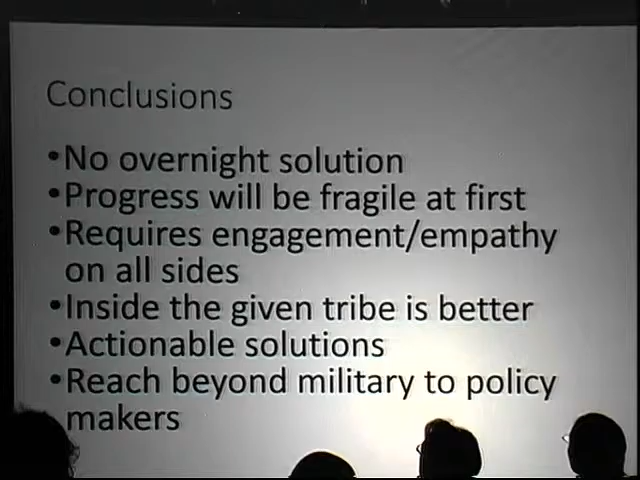 Conclusions
•No overnight solution
•Progress will be fragile at first
•Requires engagement/empathy
on all sides
•Inside the given tribe is better
•Actionable solutions
•Reach beyond military to policy
makers